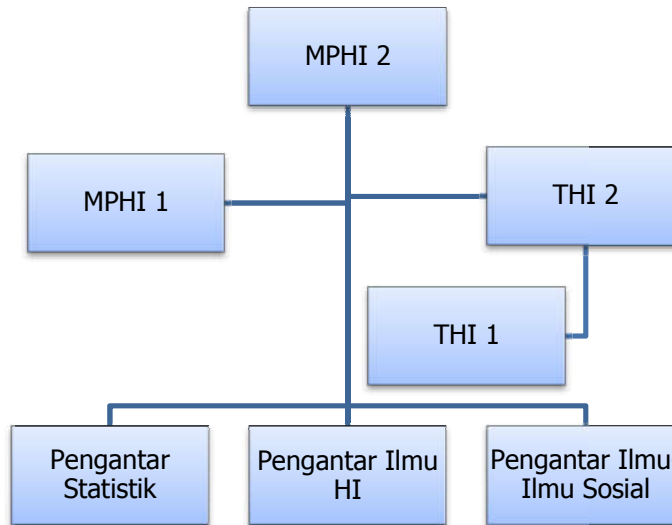 MPHI 2
MPHI 1
THI 2
THI 1
Pengantar
Statistik
Pengantar Ilmu
HI
Pengantar Ilmu
Ilmu Sosial